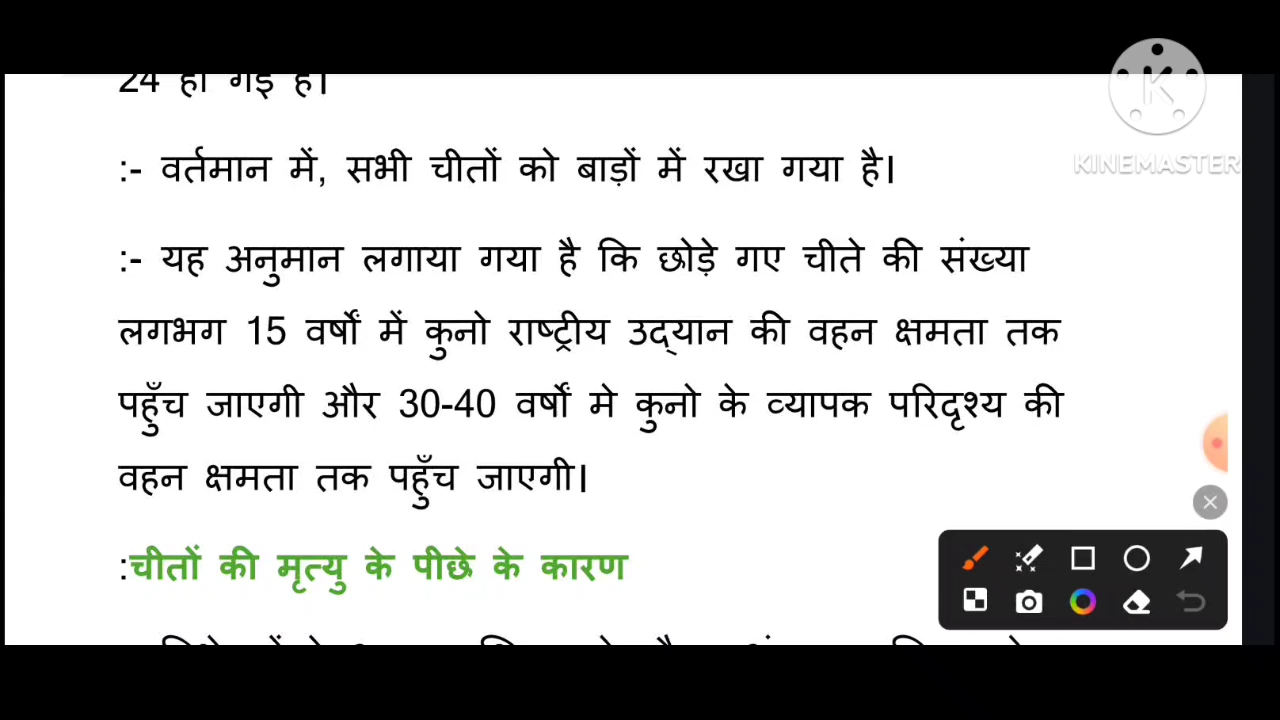 24 हो गई है।
KINEMASTER
:- वर्तमान में, सभी चीतों को बाड़ों में रखा गया है।
:- यह अनुमान लगाया गया है कि छोड़े गए चीते की संख्या
लगभग 15 वर्षों में कुनो राष्ट्रीय उद्यान की वहन क्षमता तक
पहुँच जाएगी और 30-40 वर्षों मे कुनो के व्यापक परिदृश्य की
वहन क्षमता तक पहुँच जाएगी।
:चीतों की मृत्यु के पीछे के कारण